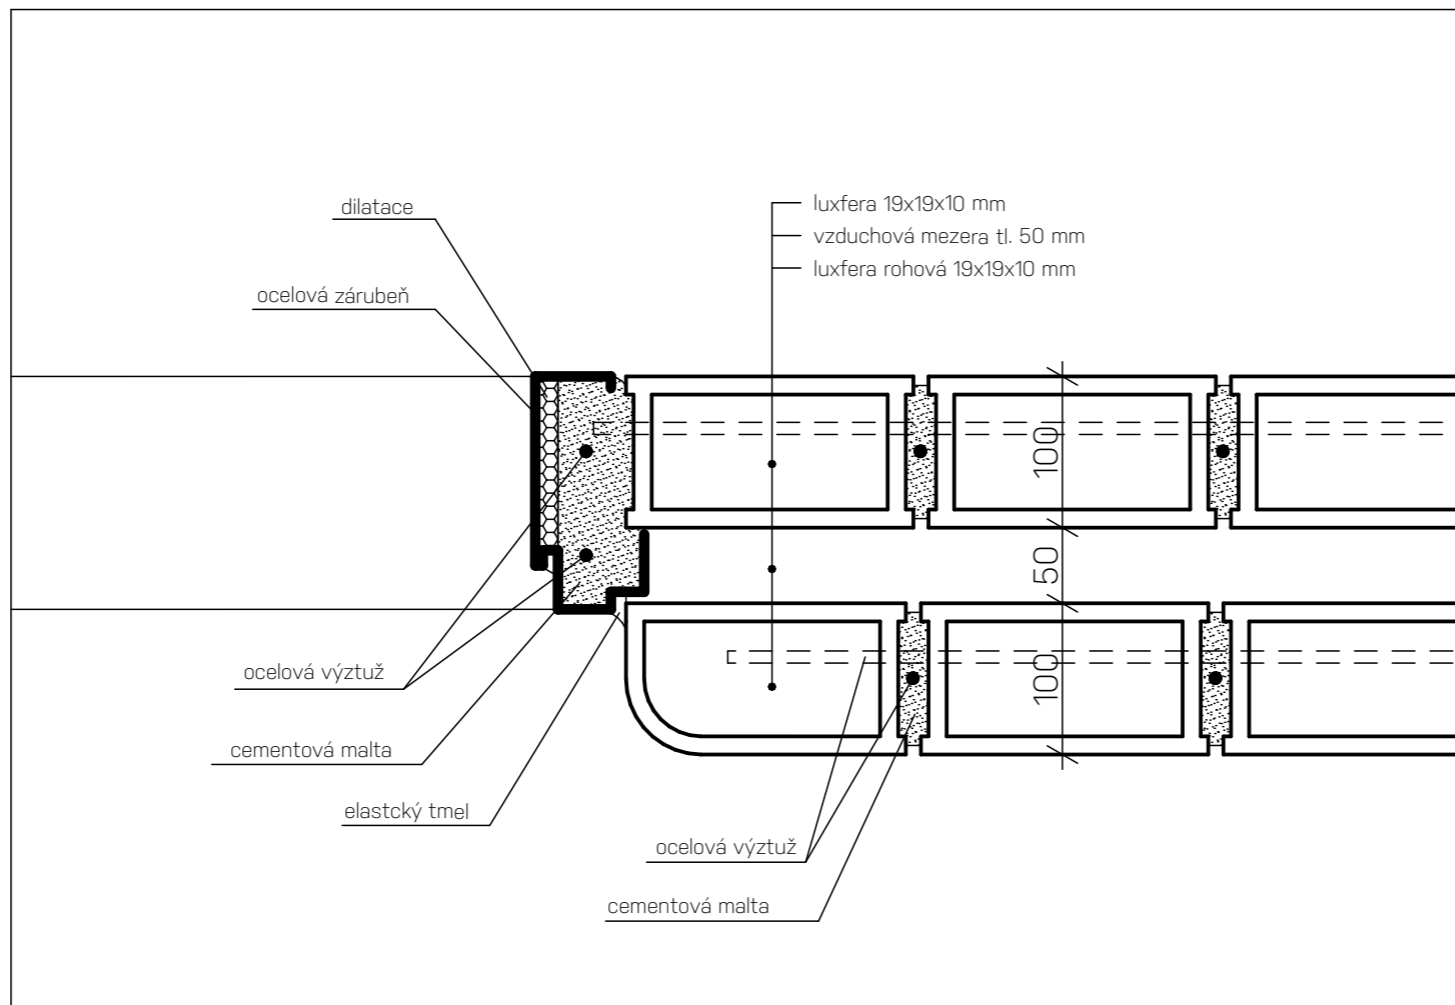 dilatace
ocelová zárubeň
luxfera 19x19x10 mm
vzduchová mezera tl. 50 mm
luxfera rohová 19x19x10 mm
100
50
100
ocelová výztuž
cementová malta
elastcký tmel
ocelová výztuž
cementová malta